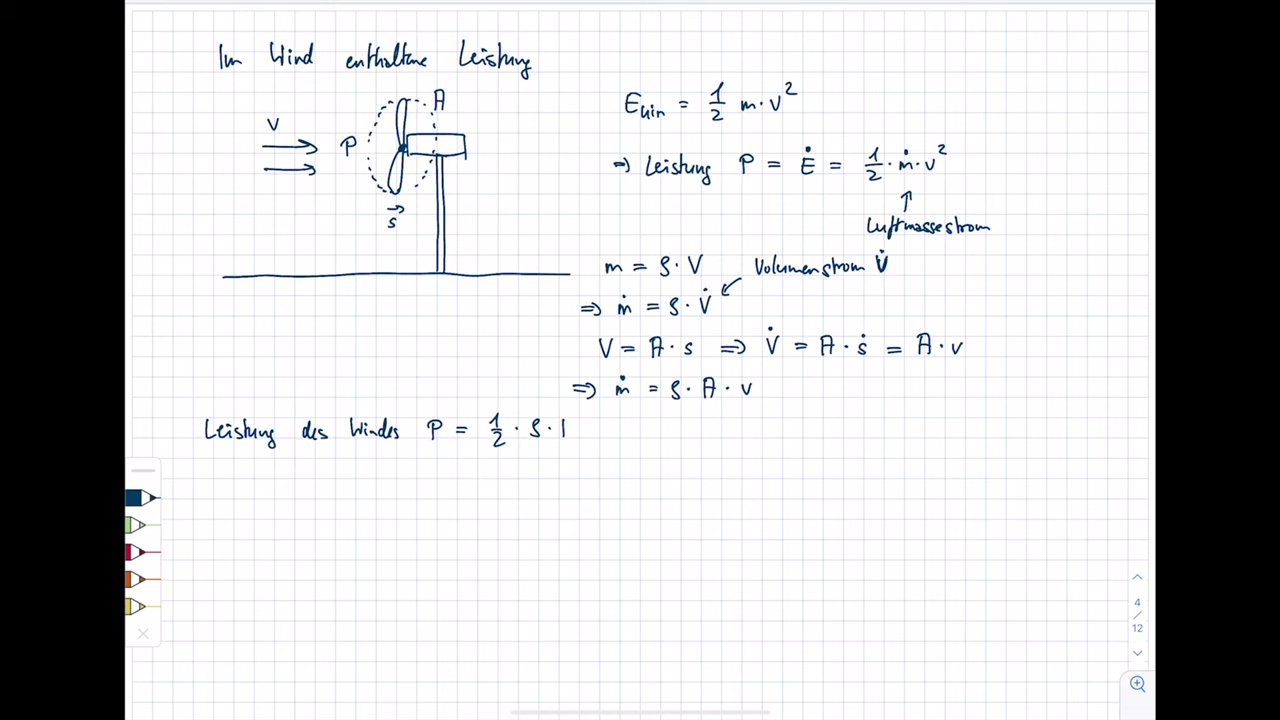 Im Wind enthaltene Leistung
A
V
P
s
E_kin = 1/2 m · v²
⇒ Leistung P = Ė = 1/2 · ṁ · v²
↑
Luftmassestrom
m = ρ · V
Volumenstrom V̇
⇒ ṁ = ρ · V̇
V = A · s ⇒ V̇ = A · ṡ = A · v
⇒ ṁ = ρ · A · v
Leistung des Windes P = 1/2 · ρ ·
4
/
12